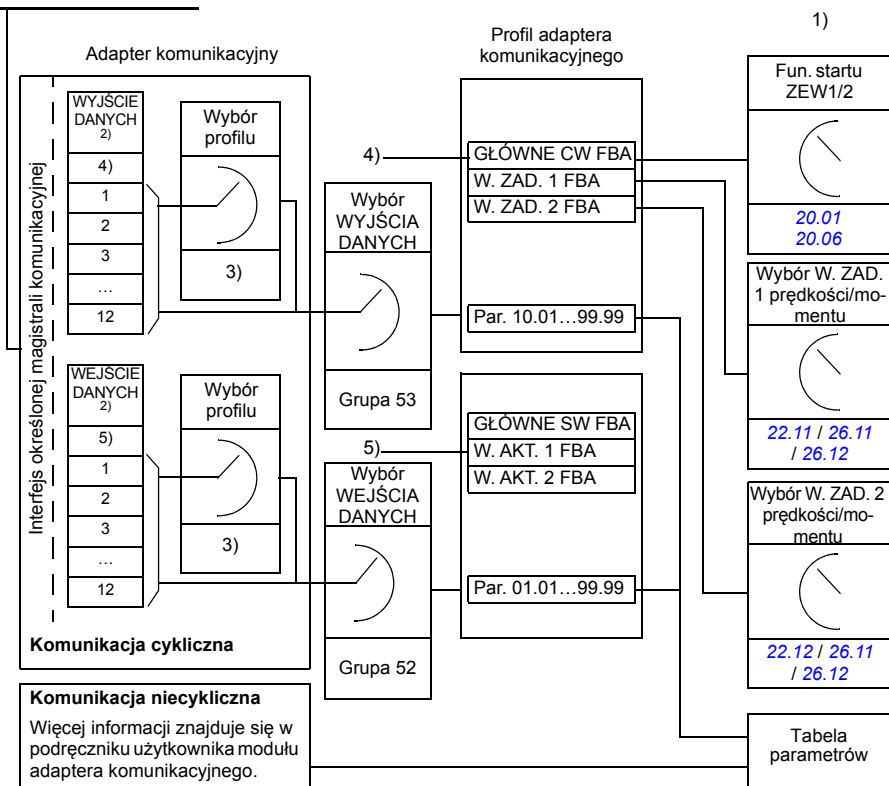 Adapter komunikacyjny
Interfejs określonej magistrali komunikacyjnej
WYJŚCIE
DANYCH
2)
4)
1
2
3
…
12
Wybór
profilu
3)
WEJŚCIE
DANYCH
2)
5)
1
2
3
...
12
Wybór
profilu
3)
Komunikacja cykliczna
4)
Wybór
WYJŚCIA
DANYCH
Grupa 53
5)
Wybór
WEJŚCIA
DANYCH
Grupa 52
Profil adaptera
komunikacyjnego
GŁÓWNE CW FBA
W. ZAD. 1 FBA
W. ZAD. 2 FBA
Par. 10.01…99.99
GŁÓWNE SW FBA
W. AKT. 1 FBA
W. AKT. 2 FBA
Par. 01.01…99.99
1)
Fun. startu
ZEW1/2
20.01
20.06
Wybór W. ZAD.
1 prędkości/mo-
mentu
22.11 / 26.11
/ 26.12
Wybór W. ZAD. 2
prędkości/mo-
mentu
22.12 / 26.11
/ 26.12
Komunikacja niecykliczna
Więcej informacji znajduje się w
podręczniku użytkownika modułu
adaptera komunikacyjnego.
Tabela
parametrów